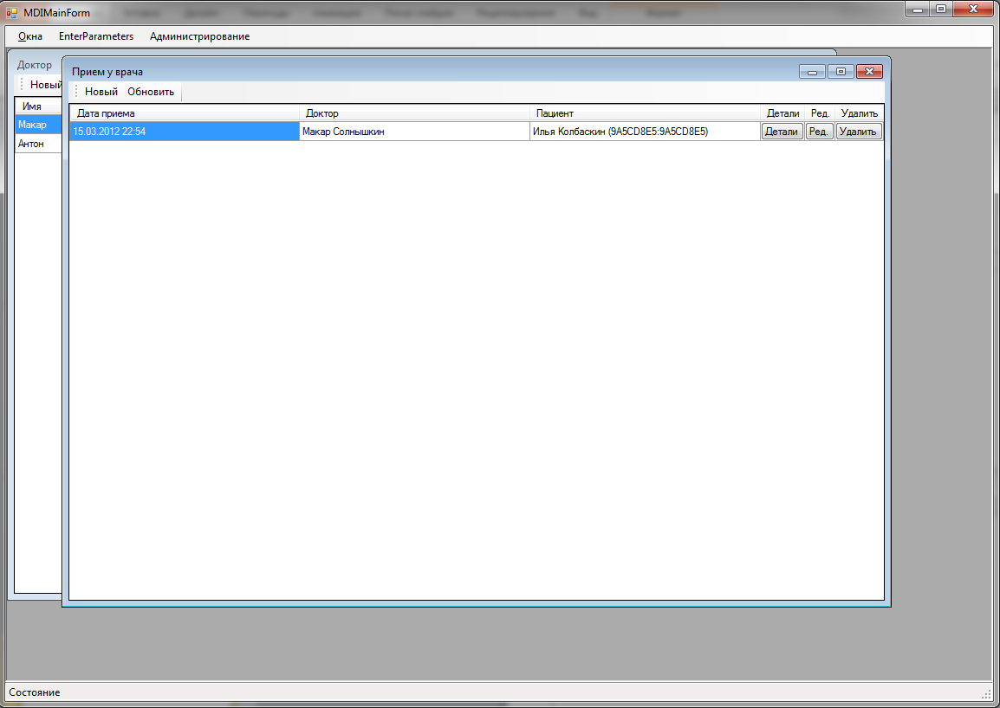 MDIMainForm
Окна EnterParameters Администрирование
Доктор
Новый
Имя
Макар
Антон
Прием у врача
Новый Обновить
Дата приема Доктор Пациент Детали Ред. Удалить
15.03.2012 22:54 Макар Солнышкин Илья Колбаскин (9A5CD8E5:9A5CD8E5) Детали Ред. Удалить
Состояние